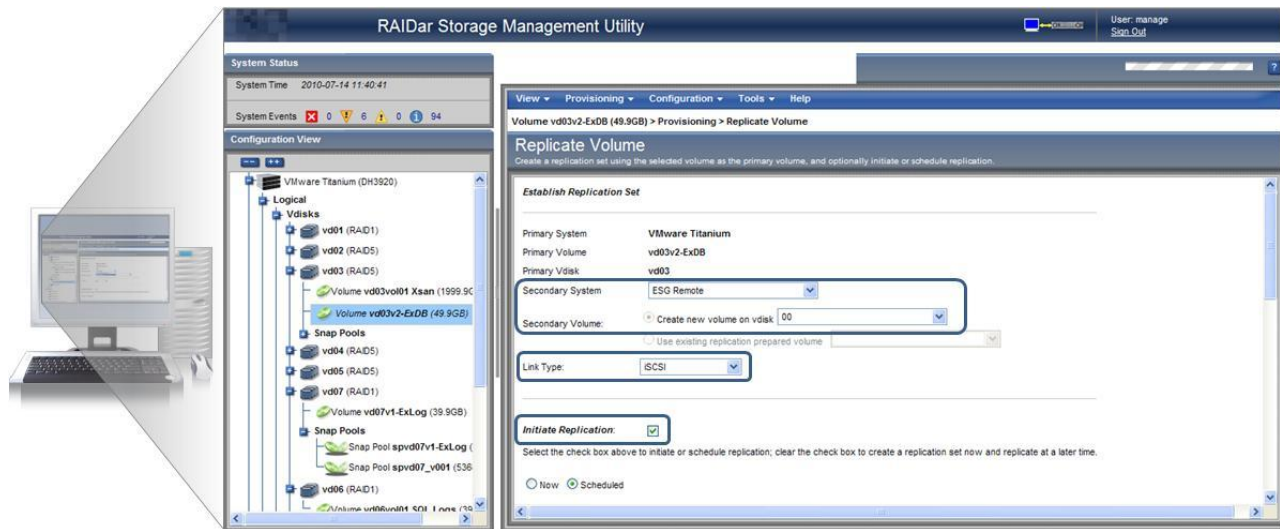 RAIDar Storage Management Utility
User: manage
Sign Out
System Status
System Time 2010-07-14 11:40:41
System Events 0 6 0 94
Configuration View
VMware Titanium (DH3920)
Logical
Vdisks
vd01 (RAID1)
vd02 (RAID5)
vd03 (RAID5)
Volume vd03vol01 Xsan (1999.9G
Volume vd03v2-ExDB (49.9GB)
Snap Pools
vd04 (RAID5)
vd05 (RAID5)
vd07 (RAID1)
Volume vd07v1-ExLog (39.9GB)
Snap Pools
Snap Pool spvd07v1-ExLog (
Snap Pool spvd07_v001 (536
vd06 (RAID1)
Volume vd06vol01 SQL Logs (39
?
View Provisioning Configuration Tools Help
Volume vd03v2-ExDB (49.9GB) > Provisioning > Replicate Volume
Replicate Volume
Create a replication set using the selected volume as the primary volume, and optionally initiate or schedule replication.
Establish Replication Set
Primary System VMware Titanium
Primary Volume vd03v2-ExDB
Primary Vdisk vd03
Secondary System ESG Remote
Secondary Volume: Create new volume on vdisk 00
Use existing replication prepared volume
Link Type: iSCSI
Initiate Replication:
Select the check box above to initiate or schedule replication; clear the check box to create a replication set now and replicate at a later time.
Now Scheduled